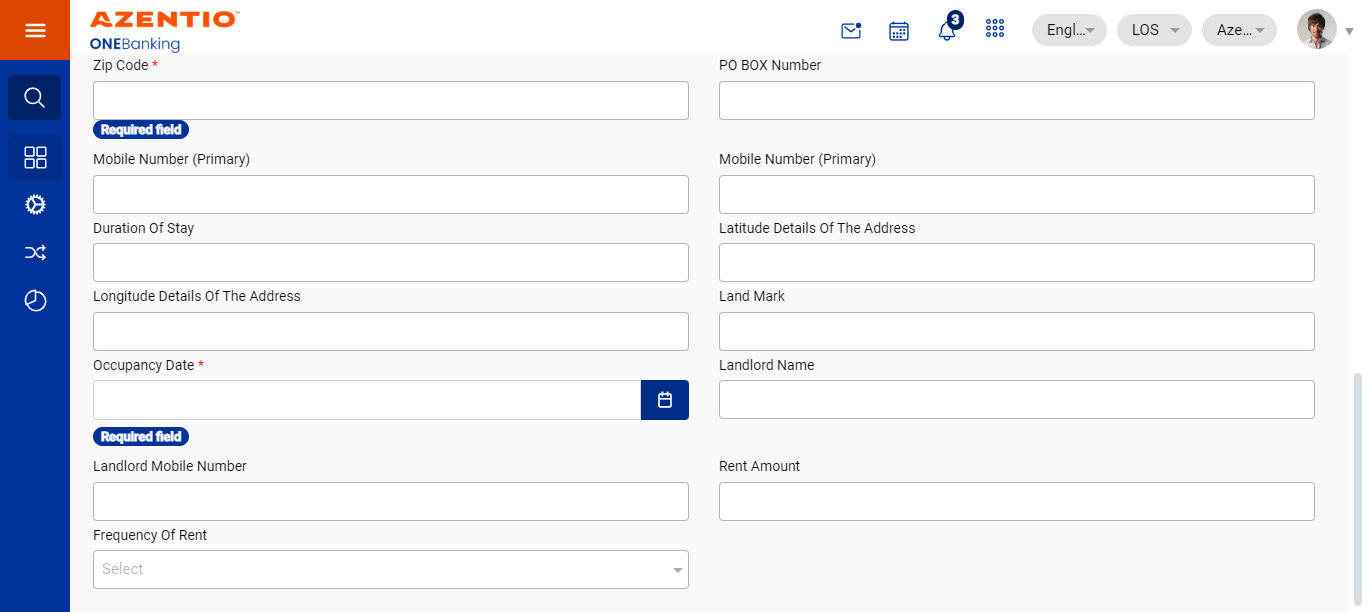 AZENTIO™
ONEBanking
3
Engl...
LOS
Aze...
Zip Code *
PO BOX Number
Required field
Mobile Number (Primary)
Mobile Number (Primary)
Duration Of Stay
Latitude Details Of The Address
Longitude Details Of The Address
Land Mark
Occupancy Date *
Landlord Name
Required field
Landlord Mobile Number
Rent Amount
Frequency Of Rent
Select